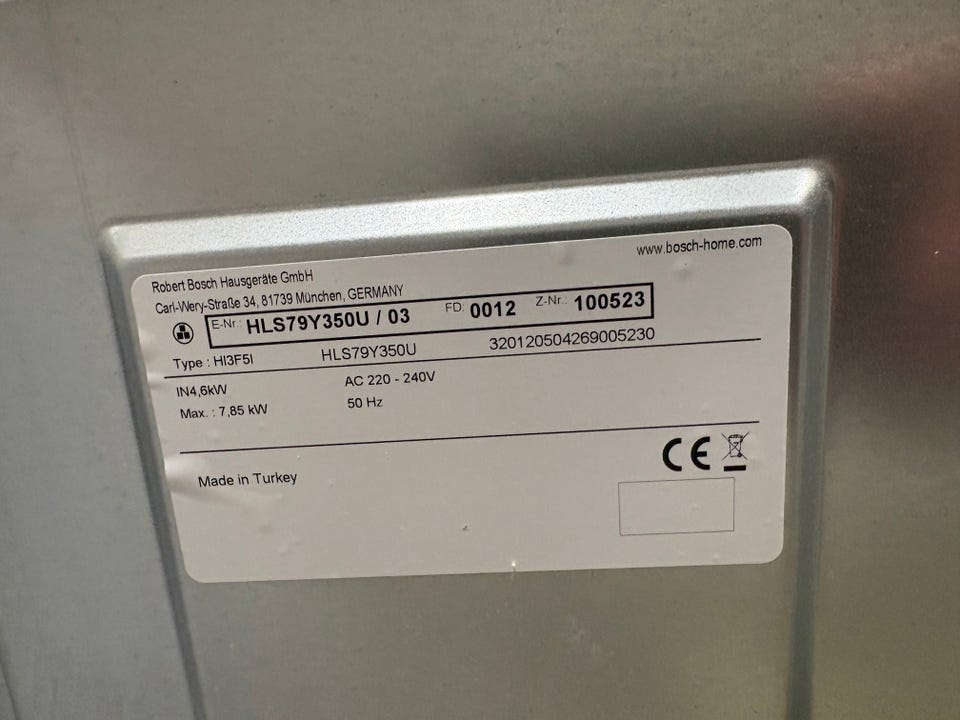 www.bosch-home.com
Robert Bosch Hausgeräte GmbH
Carl-Wery-Straße 34, 81739 München, GERMANY
E-Nr.: HLS79Y350U / 03 FD: 0012 Z-Nr.: 100523
Type : HI3F5I HLS79Y350U 320120504269005230
IN4,6kW AC 220 - 240V
Max. : 7,85 kW 50 Hz
CE
Made in Turkey